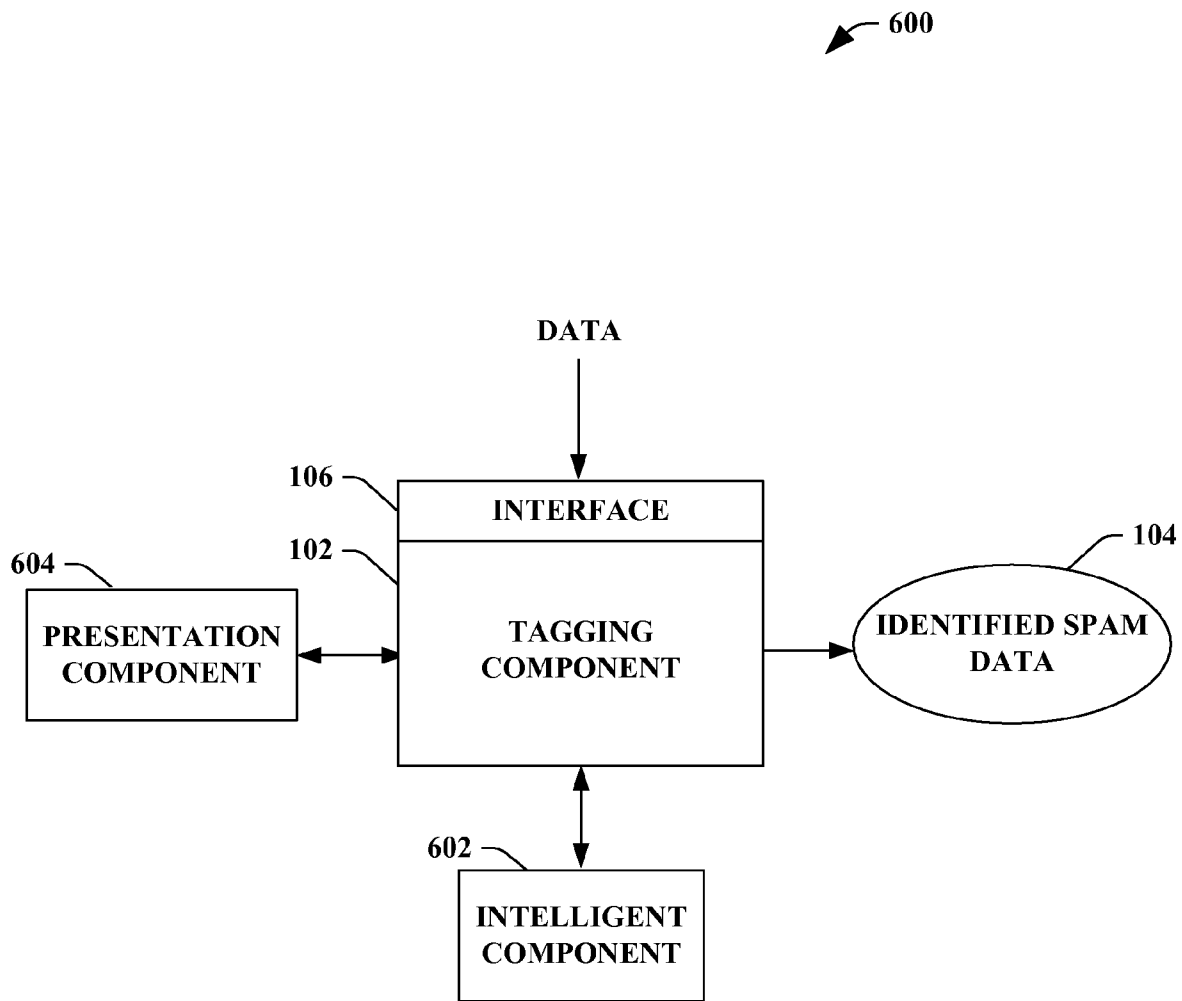 600
DATA
106
INTERFACE
102
604
104
PRESENTATION
COMPONENT
TAGGING
COMPONENT
IDENTIFIED SPAM
DATA
602
INTELLIGENT
COMPONENT